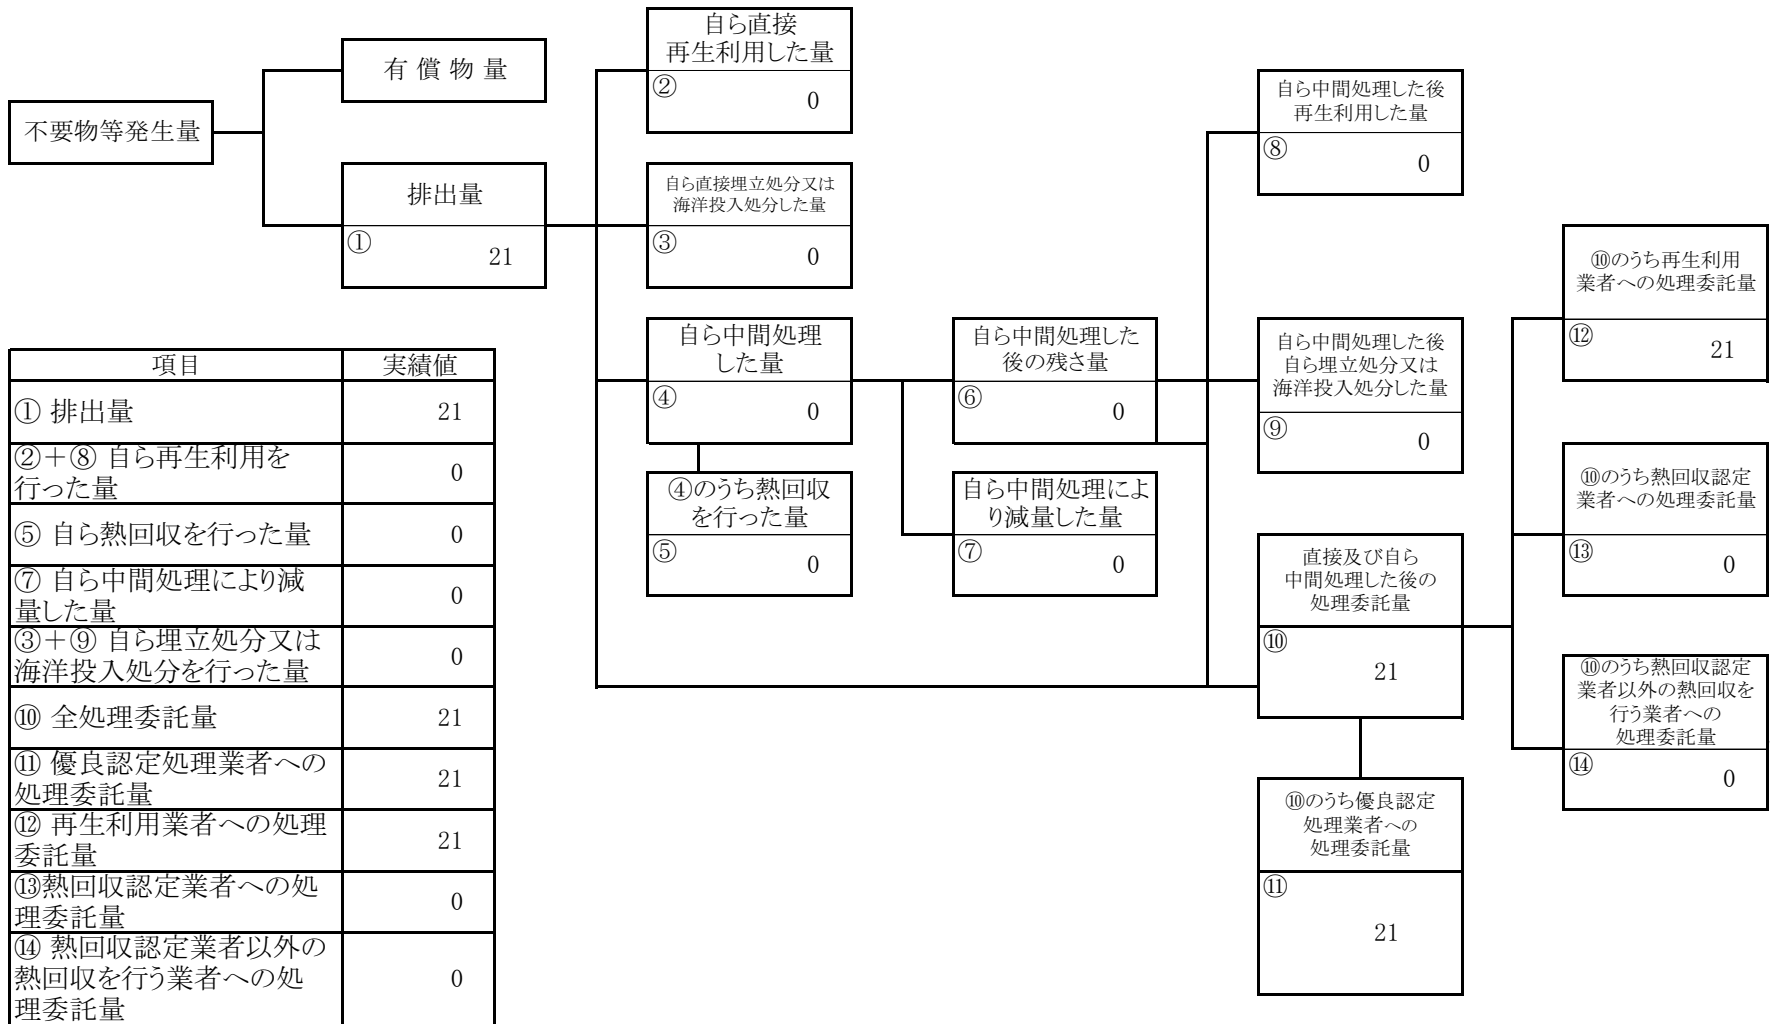 不要物等発生量
有 償 物 量
排出量
①
21
自ら直接
再生利用した量
②
0
自ら直接埋立処分又は
海洋投入処分した量
③
0
自ら中間処理
した量
④
0
④のうち熱回収
を行った量
⑤
0
自ら中間処理した
後の残さ量
⑥
0
自ら中間処理によ
り減量した量
⑦
0
自ら中間処理した後
再生利用した量
⑧
0
自ら中間処理した後
自ら埋立処分又は
海洋投入処分した量
⑨
0
直接及び自ら
中間処理した後の
処理委託量
⑩
21
⑩のうち優良認定
処理業者への
処理委託量
⑪
21
⑩のうち再生利用
業者への処理委託量
⑫
21
⑩のうち熱回収認定
業者への処理委託量
⑬
0
⑩のうち熱回収認定
業者以外の熱回収を
行う業者への
処理委託量
⑭
0
項目 実績値
① 排出量 21
②＋⑧ 自ら再生利用を
行った量 0
⑤ 自ら熱回収を行った量 0
⑦ 自ら中間処理により減
量した量 0
③＋⑨ 自ら埋立処分又は
海洋投入処分を行った量 0
⑩ 全処理委託量 21
⑪ 優良認定処理業者への
処理委託量 21
⑫ 再生利用業者への処理
委託量 21
⑬熱回収認定業者への処
理委託量 0
⑭ 熱回収認定業者以外の
熱回収を行う業者への処
理委託量 0